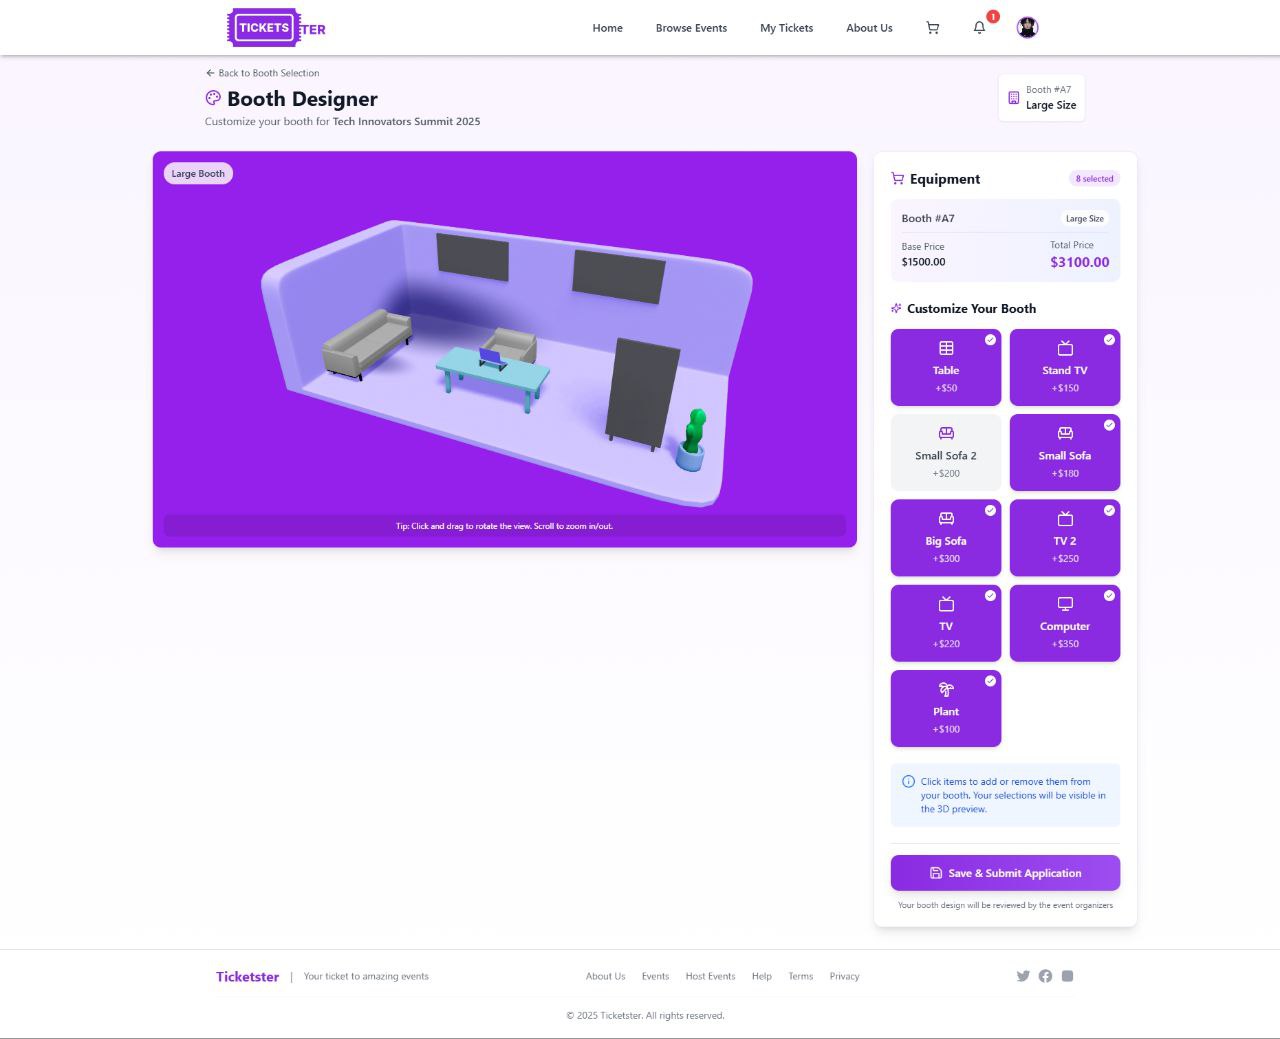 TICKETSTER
Home
Browse Events
My Tickets
About Us
1
Back to Booth Selection
Booth Designer
Customize your booth for Tech Innovators Summit 2025
Booth #A7
Large Size
Large Booth
Tip: Click and drag to rotate the view. Scroll to zoom in/out.
Equipment
8 selected
Booth #A7
Large Size
Base Price
$1500.00
Total Price
$3100.00
Customize Your Booth
Table
+$50
Stand TV
+$150
Small Sofa 2
+$200
Small Sofa
+$180
Big Sofa
+$300
TV 2
+$250
TV
+$220
Computer
+$350
Plant
+$100
Click items to add or remove them from
your booth. Your selections will be visible in
the 3D preview.
Save & Submit Application
Your booth design will be reviewed by the event organizers
Ticketster
|
Your ticket to amazing events
About Us
Events
Host Events
Help
Terms
Privacy
© 2025 Ticketster. All rights reserved.